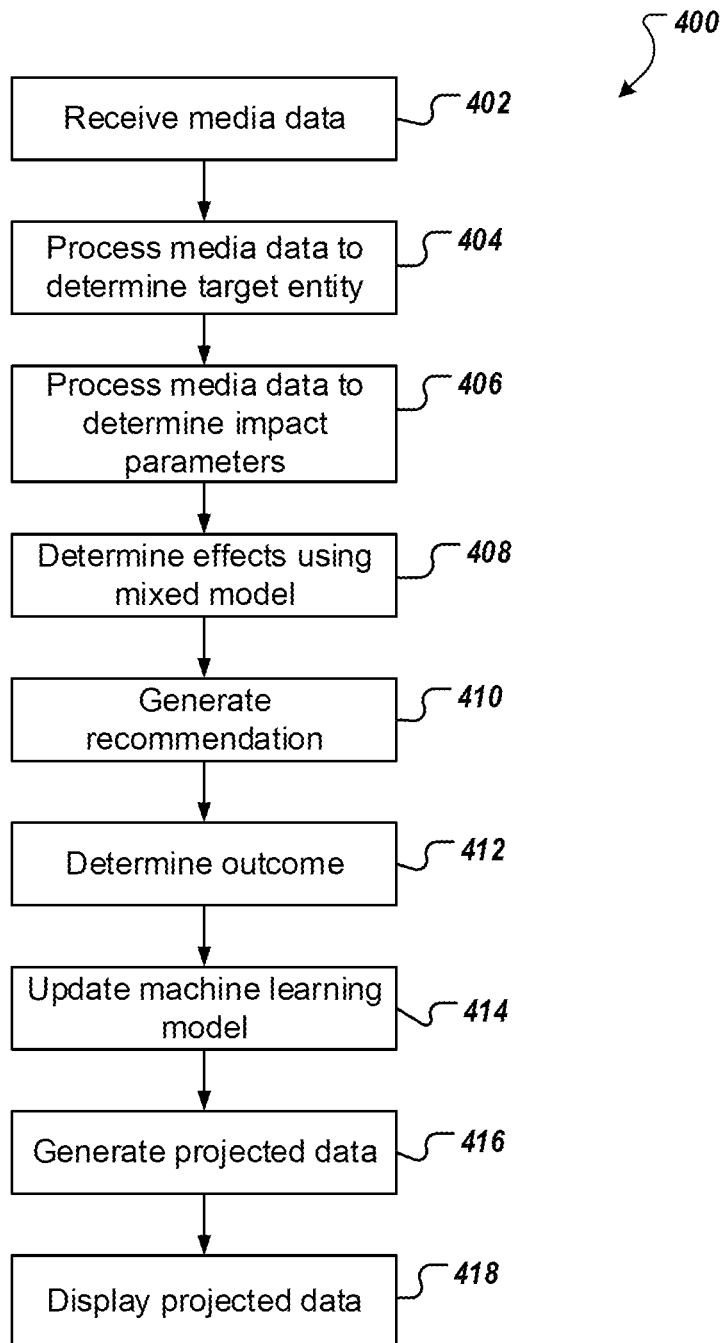 400
Receive media data
402
Process media data to
determine target entity
404
Process media data to
determine impact
parameters
406
Determine effects using
mixed model
408
Generate
recommendation
410
Determine outcome
412
Update machine learning
model
414
Generate projected data
416
Display projected data
418